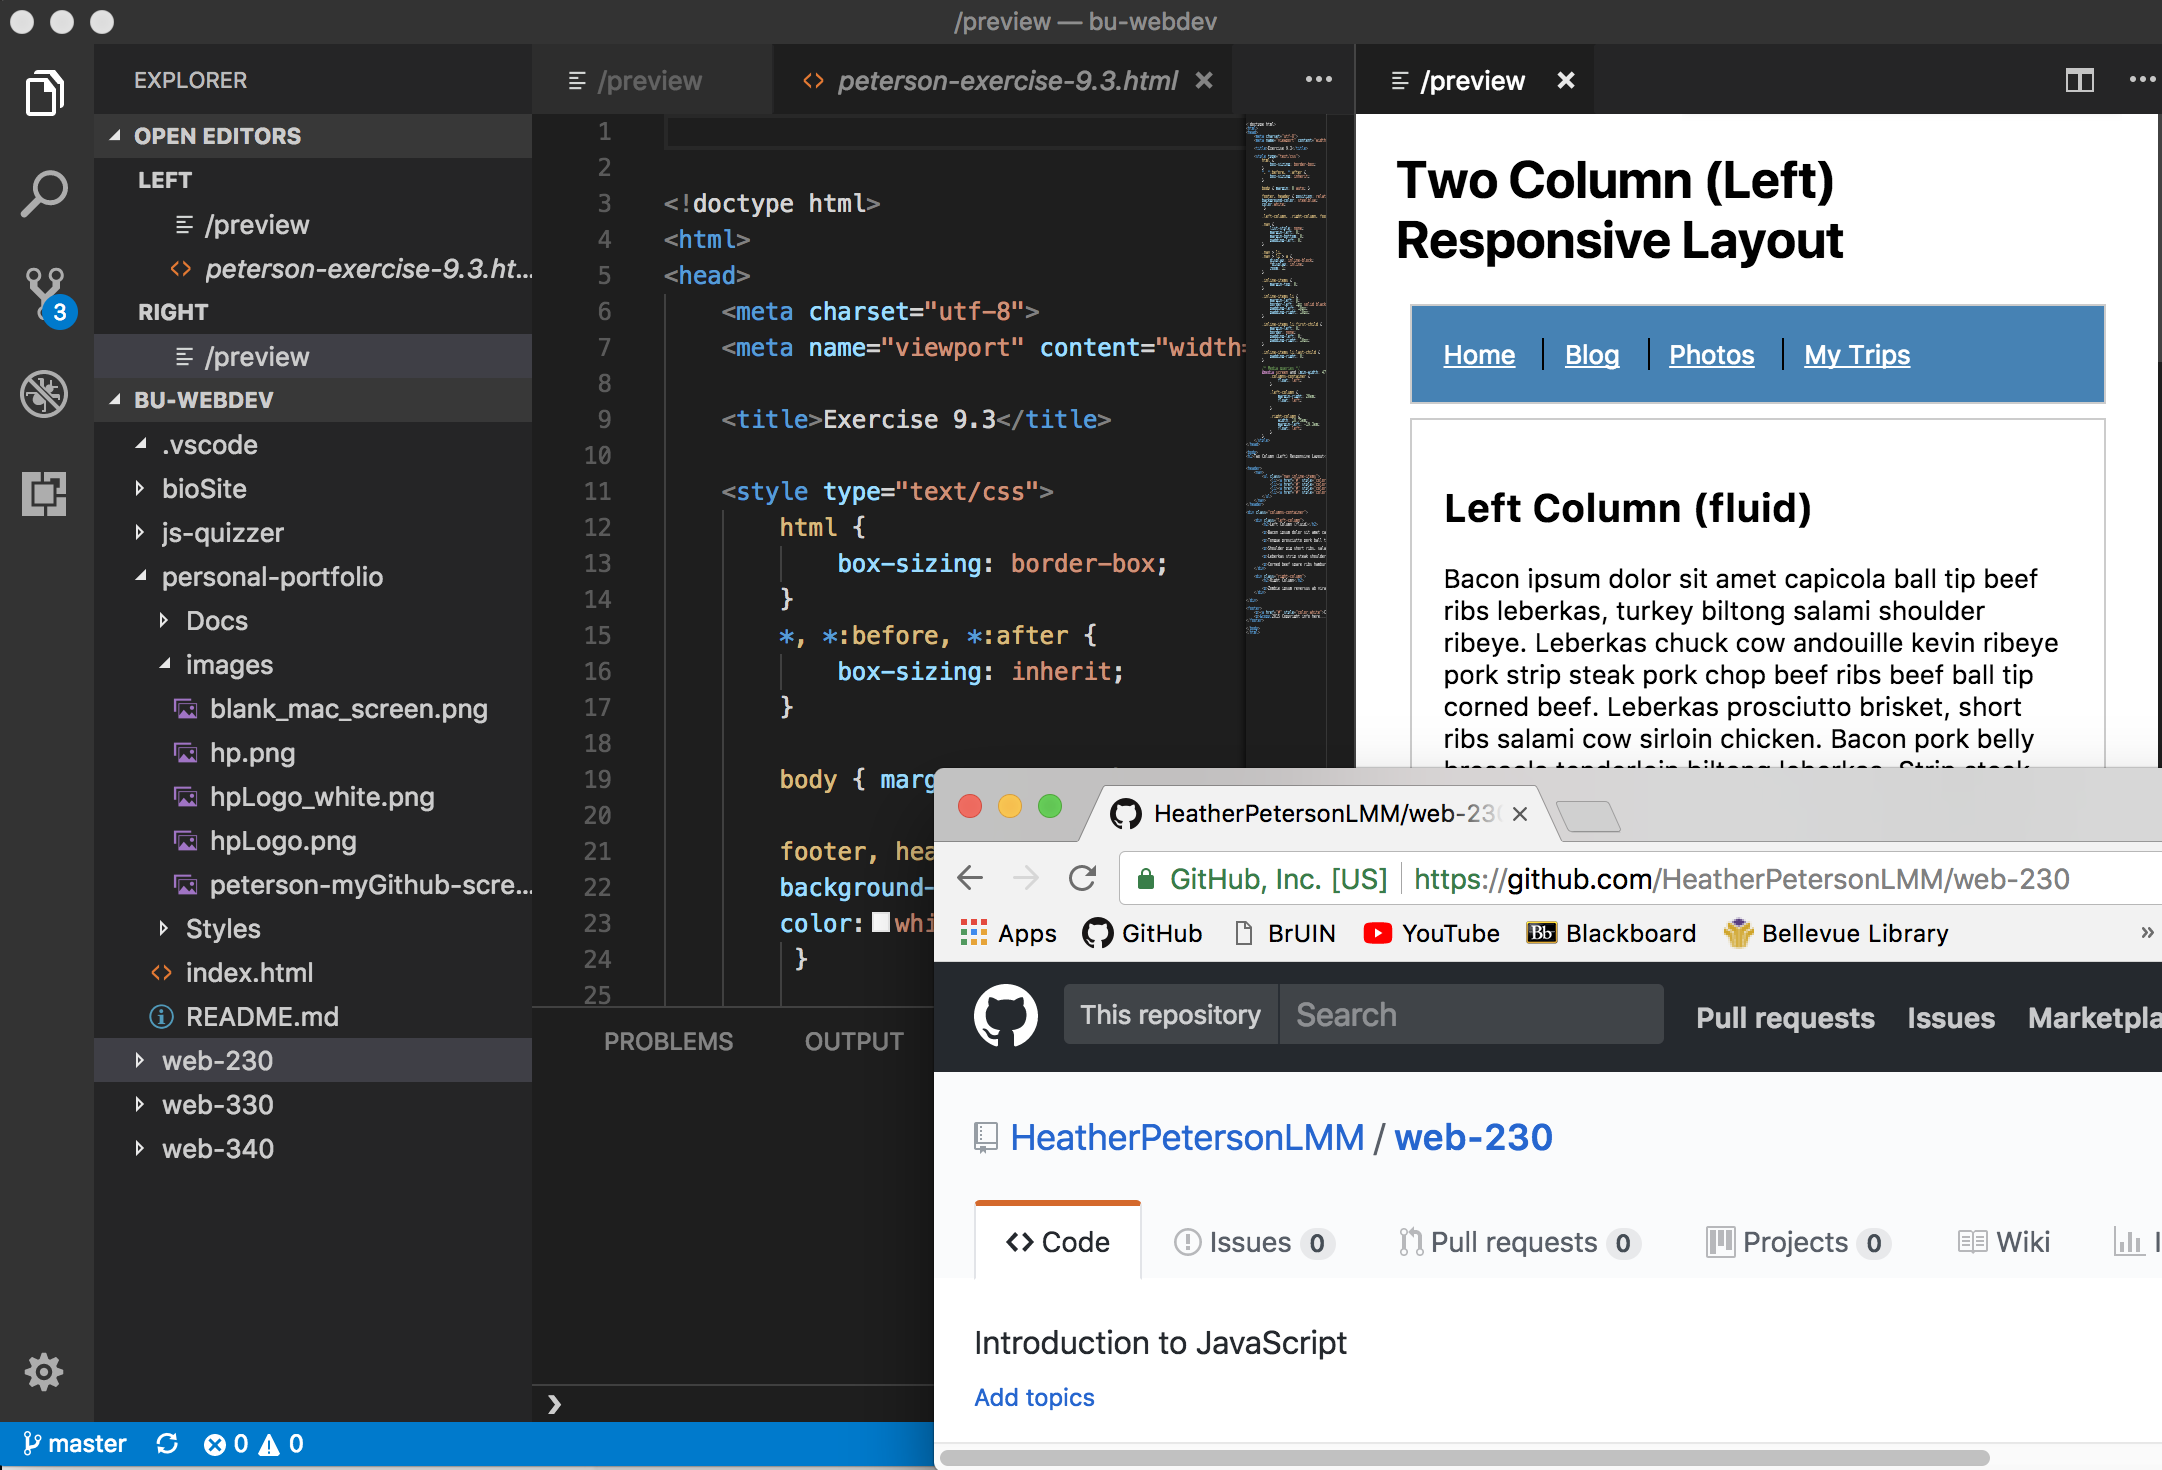 /preview — bu-webdev
EXPLORER
OPEN EDITORS
LEFT
/preview
peterson-exercise-9.3.ht...
RIGHT
/preview
BU-WEBDEV
.vscode
bioSite
js-quizzer
personal-portfolio
Docs
images
blank_mac_screen.png
hp.png
hpLogo_white.png
hpLogo.png
peterson-myGithub-scre...
Styles
index.html
README.md
web-230
web-330
web-340
3
master
0
0
/preview
peterson-exercise-9.3.html
1
2
3 <!doctype html>
4 <html>
5 <head>
6 <meta charset="utf-8">
7 <meta name="viewport" content="width=
8
9 <title>Exercise 9.3</title>
10
11 <style type="text/css">
12 html {
13 box-sizing: border-box;
14 }
15 *, *:before, *:after {
16 box-sizing: inherit;
17 }
18
19 body { marg
20
21 footer, hea
22 background-
23 color: whi
24 }
25
PROBLEMS OUTPUT
/preview
Two Column (Left)
Responsive Layout
Home Blog Photos My Trips
Left Column (fluid)
Bacon ipsum dolor sit amet capicola ball tip beef
ribs leberkas, turkey biltong salami shoulder
ribeye. Leberkas chuck cow andouille kevin ribeye
pork strip steak pork chop beef ribs beef ball tip
corned beef. Leberkas prosciutto brisket, short
ribs salami cow sirloin chicken. Bacon pork belly
HeatherPetersonLMM/web-230
GitHub, Inc. [US] https://github.com/HeatherPetersonLMM/web-230
Apps GitHub BrUIN YouTube Bb Blackboard Bellevue Library »
This repository Search Pull requests Issues Marketpla
HeatherPetersonLMM / web-230
Code Issues 0 Pull requests 0 Projects 0 Wiki I
Introduction to JavaScript
Add topics